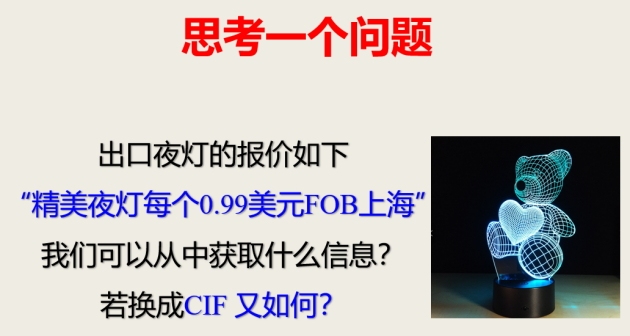 思考一个问题
出口夜灯的报价如下
“精美夜灯每个0.99美元FOB上海”
我们可以从中获取什么信息？
若换成CIF 又如何？